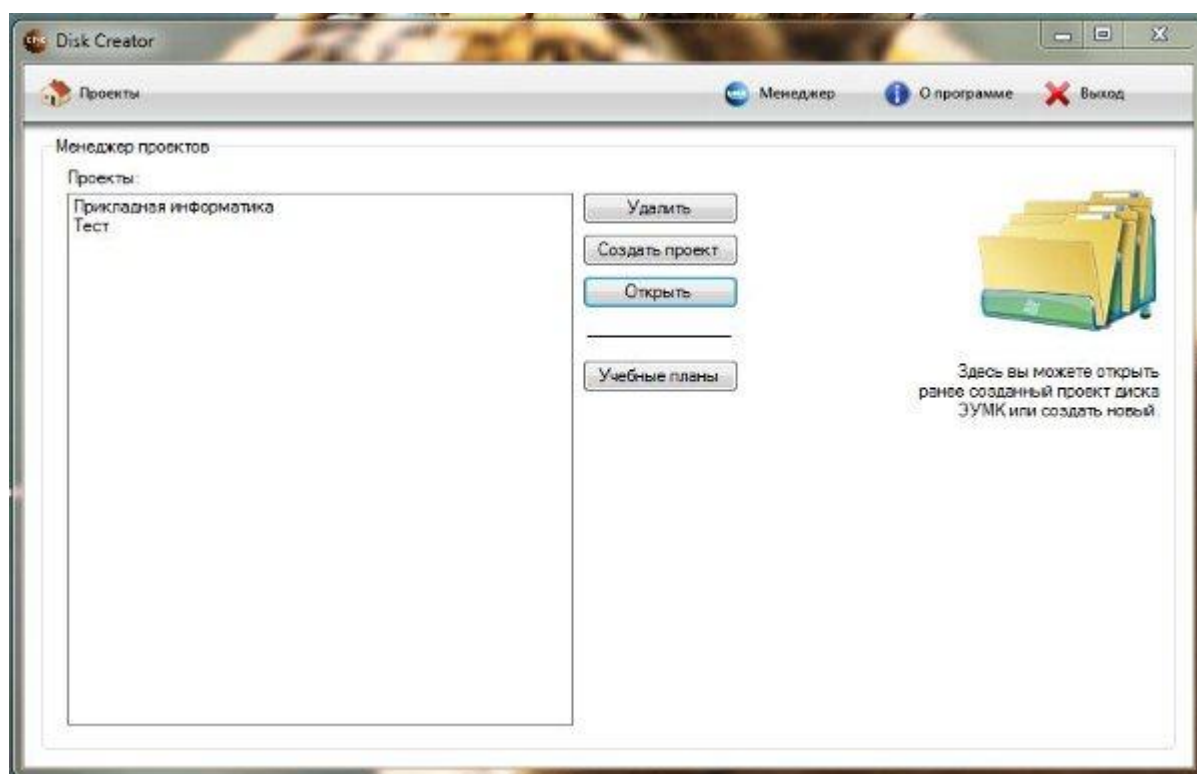 Disk Creator
Проекты
Менеджер
О программе
Выход
Менеджер проектов
Проекты:
Прикладная информатика
Тест
Удалить
Создать проект
Открыть
Учебные планы
Здесь вы можете открыть
ранее созданный проект диска
ЭУМК или создать новый.